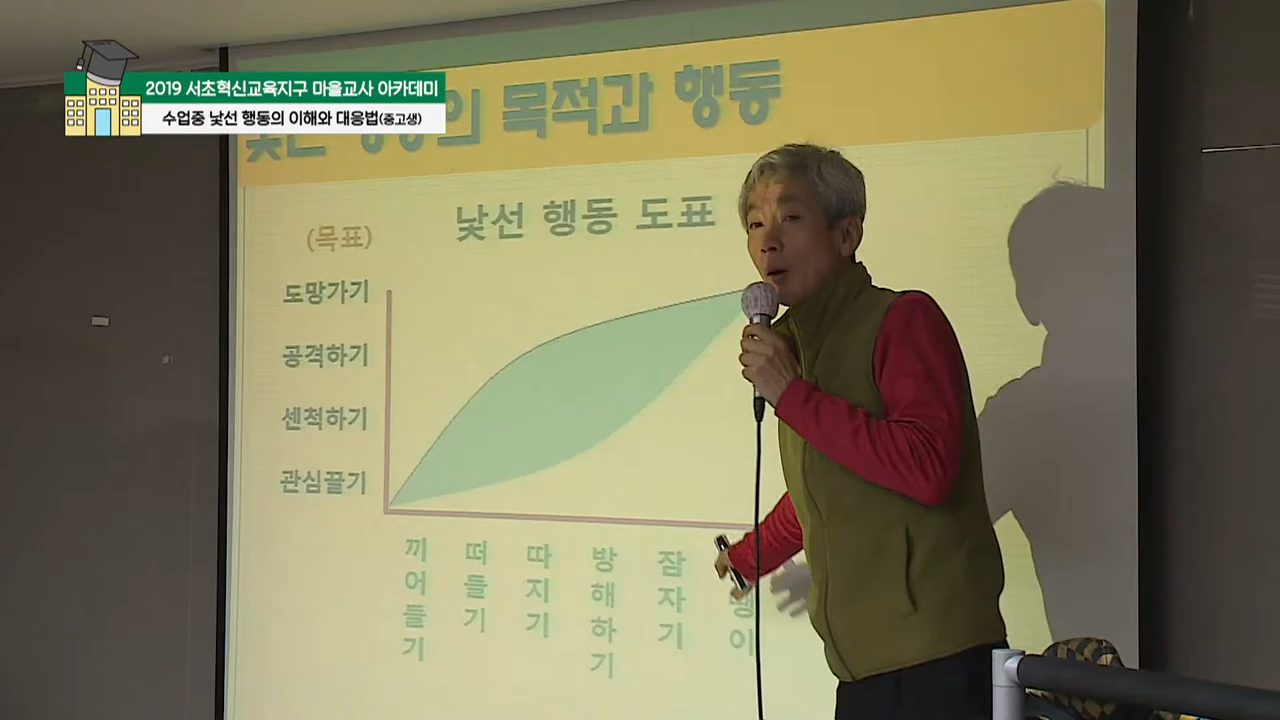 2019 서초혁신교육지구 마을교사 아카데미
수업중 낯선 행동의 이해와 대응법(중고생)
목적과 행동
낯선 행동 도표
(목표)
도망가기
공격하기
센척하기
관심끌기
끼어들기
떠들기
따지기
방해하기
잠자기